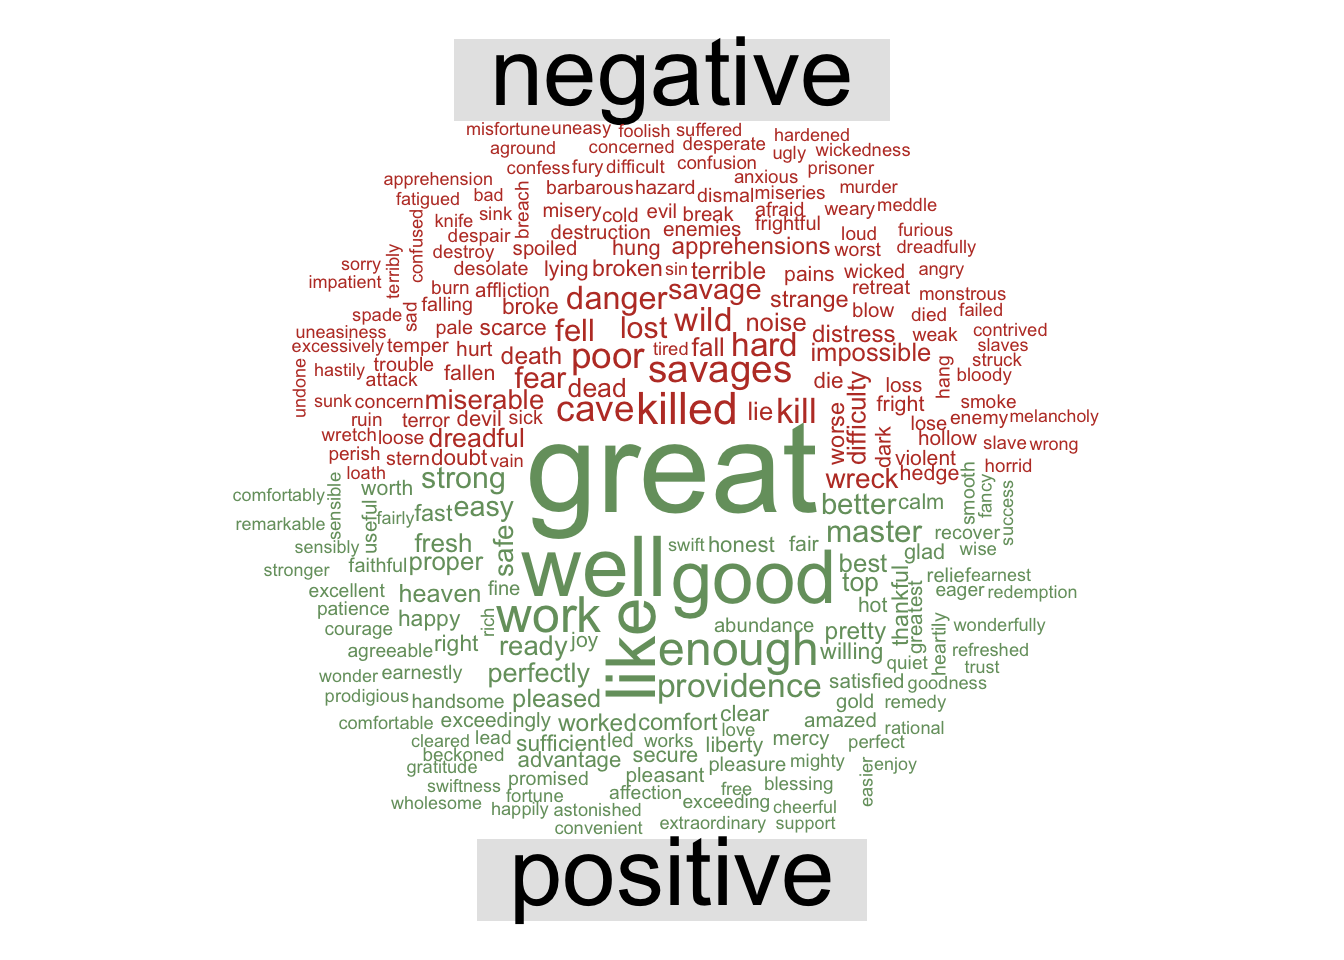 negative
misfortune uneasy foolish suffered hardened
aground concerned desperate ugly wickedness
confess fury difficult confusion prisoner
apprehension barbarous hazard anxious murder
fatigued bad breach dismal miseries meddle
knife sink misery cold evil break afraid weary
despair destruction enemies frightful loud furious
confused destroy spoiled hung apprehensions worst dreadfully
sorry terribly desolate lying broken sin terrible pains wicked angry
impatient burn affliction danger savage strange retreat monstrous
spade sad falling broke wild blow died failed
uneasiness pale scarce fell lost noise distress weak contrived
excessively temper hurt death poor tired fall hard impossible slaves
hastily trouble fallen fear savages die hang struck
undone attack dead loss bloody
sunk concern miserable cave killed lie kill difficulty fright smoke
ruin terror devil sick worse lose enemy melancholy
wretch loose dreadful dark hollow slave wrong
perish stern doubt vain violent
loath great wreck hedge horrid
comfortably sensible worth strong better calm smooth fancy success
remarkable useful fairly fast easy master recover
sensibly fresh safe well swift honest fair glad wise
stronger faithful proper good best relief earnest
excellent heaven fine top thankful eager redemption
patience happy rich work like hot greatest
courage abundance pretty wonderfully
agreeable right ready joy enough willing heartily refreshed
wonder earnestly perfectly quiet trust
prodigious handsome pleased providence satisfied goodness
comfortable exceedingly worked comfort clear gold remedy
cleared lead sufficient led works love amazed rational
beckoned advantage secure liberty mercy perfect
gratitude promised pleasant pleasure mighty easier enjoy
swiftness fortune affection free blessing
wholesome happily astonished exceeding cheerful
convenient extraordinary support
positive